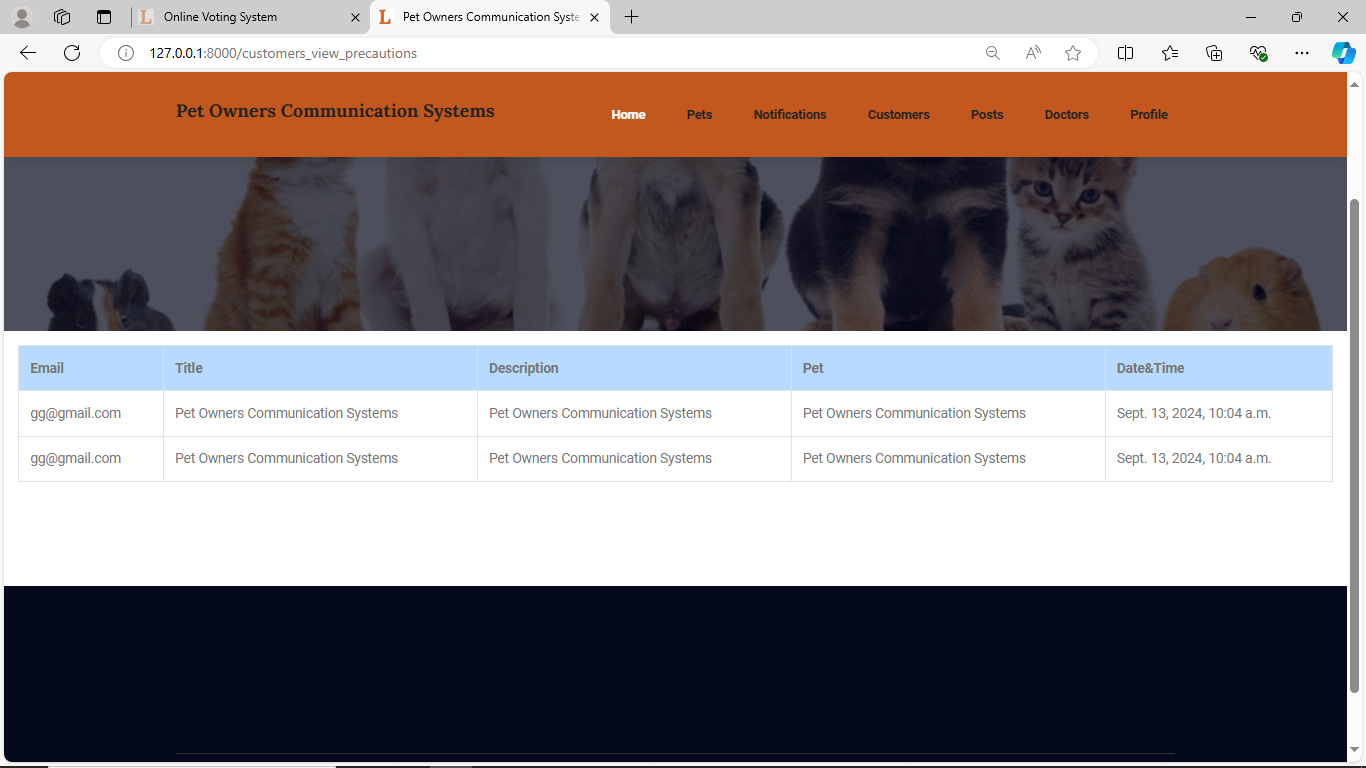 Online Voting System
Pet Owners Communication Syste
127.0.0.1:8000/customers_view_precautions
Pet Owners Communication Systems
Home Pets Notifications Customers Posts Doctors Profile
Email Title Description Pet Date&Time
gg@gmail.com Pet Owners Communication Systems Pet Owners Communication Systems Pet Owners Communication Systems Sept. 13, 2024, 10:04 a.m.
gg@gmail.com Pet Owners Communication Systems Pet Owners Communication Systems Pet Owners Communication Systems Sept. 13, 2024, 10:04 a.m.